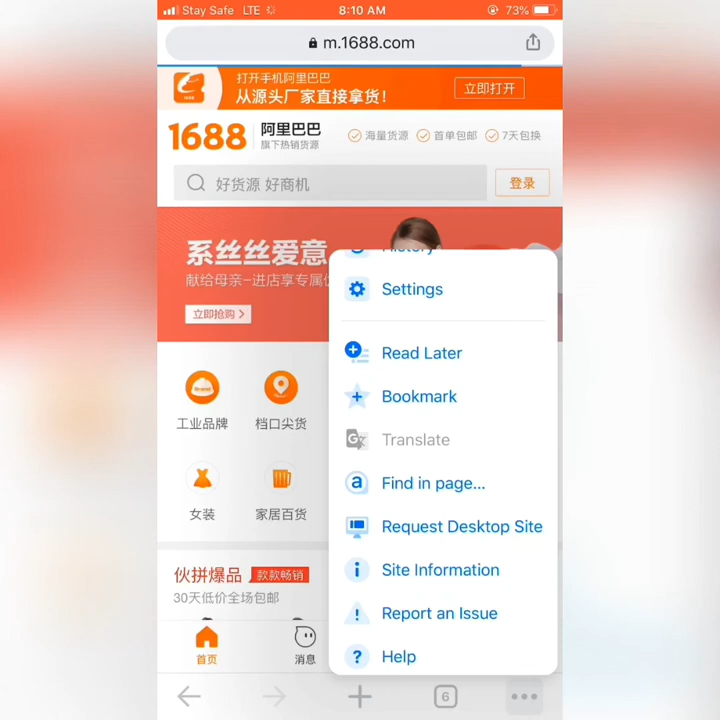 Stay Safe LTE 8:10 AM 73%
m.1688.com
打开手机阿里巴巴
从源头厂家直接拿货!
立即打开
1688 阿里巴巴
旗下热销货源
海量货源 首单包邮 7天包换
好货源 好商机
登录
系丝丝爱意
献给母亲-进店享专属
立即抢购 >
工业品牌 档口尖货
女装 家居百货
伙拼爆品 款款畅销
30天低价全场包邮
首页 消息
History
Settings
Read Later
Bookmark
Translate
Find in page...
Request Desktop Site
Site Information
Report an Issue
Help
6